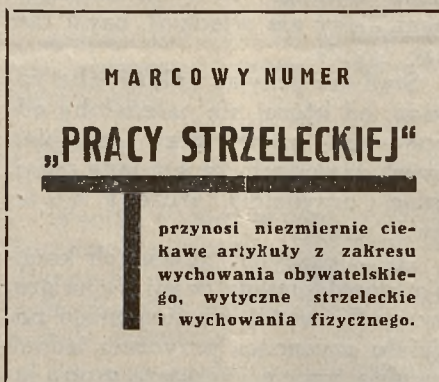 MARCOWY NUMER
„PRACY STRZELECKIEJ“
przynosi niezmiernie cie-
kawe artykuły z zakresu
wychowania obywatelskie-
go, wytyczne strzeleckie
i wychowania fizycznego.